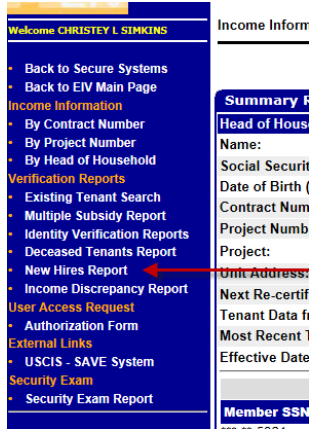 Welcome CHRISTEY L SIMKINS
Back to Secure Systems
Back to EIV Main Page
Income Information
By Contract Number
By Project Number
By Head of Household
Verification Reports
Existing Tenant Search
Multiple Subsidy Report
Identity Verification Reports
Deceased Tenants Report
New Hires Report
Income Discrepancy Report
User Access Request
Authorization Form
External Links
USCIS - SAVE System
Security Exam
Security Exam Report
Income Inform
Summary R
Head of Hous
Name:
Social Securit
Date of Birth (
Contract Num
Project Numb
Project:
Unit Address:
Next Re-certif
Tenant Data f
Most Recent
Effective Date
Member SSN